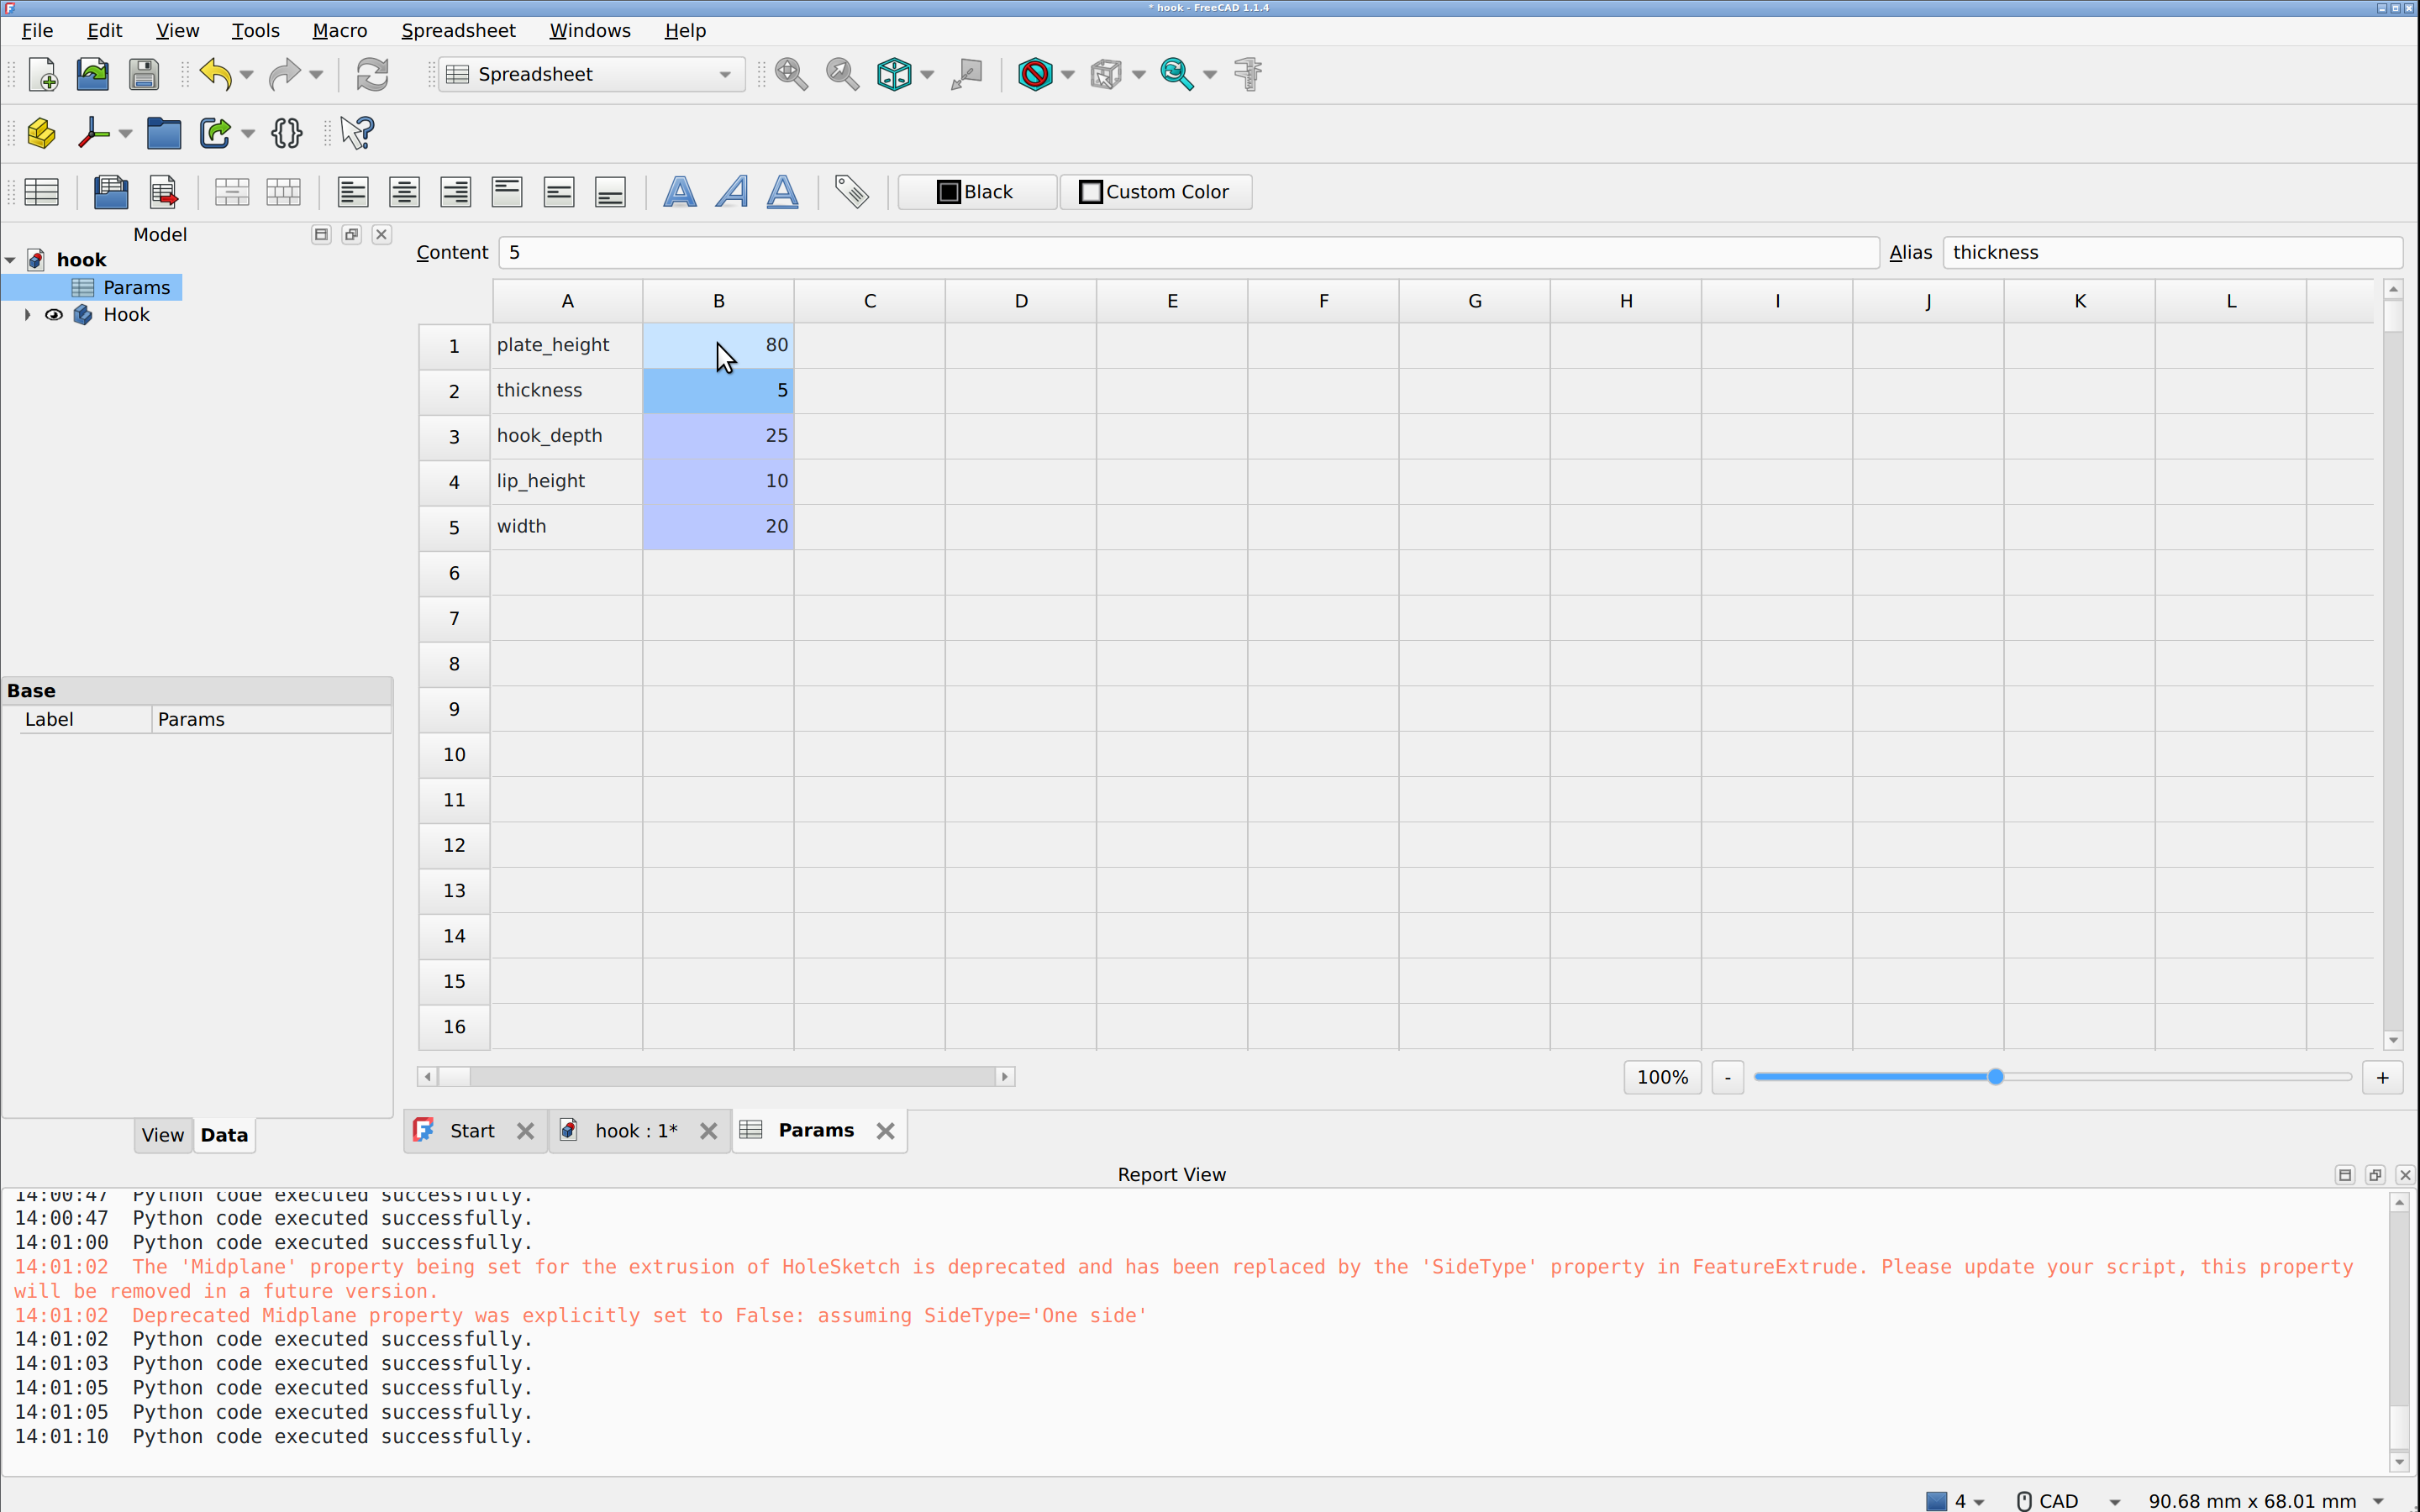 * hook - FreeCAD 1.1.4
File Edit View Tools Macro Spreadsheet Windows Help
Spreadsheet
Black Custom Color
Model
hook
Params
Hook
Content 5 Alias thickness
A B C D E F G H I J K L
1 plate_height 80
2 thickness 5
3 hook_depth 25
4 lip_height 10
5 width 20
6
7
8
9
10
11
12
13
14
15
16
Base
Label Params
100% - +
View Data
Start hook : 1* Params
Report View
14:00:47 Python code executed successfully.
14:00:47 Python code executed successfully.
14:01:00 Python code executed successfully.
14:01:02 The 'Midplane' property being set for the extrusion of HoleSketch is deprecated and has been replaced by the 'SideType' property in FeatureExtrude. Please update your script, this property
will be removed in a future version.
14:01:02 Deprecated Midplane property was explicitly set to False: assuming SideType='One side'
14:01:02 Python code executed successfully.
14:01:03 Python code executed successfully.
14:01:05 Python code executed successfully.
14:01:05 Python code executed successfully.
14:01:10 Python code executed successfully.
4 CAD 90.68 mm x 68.01 mm